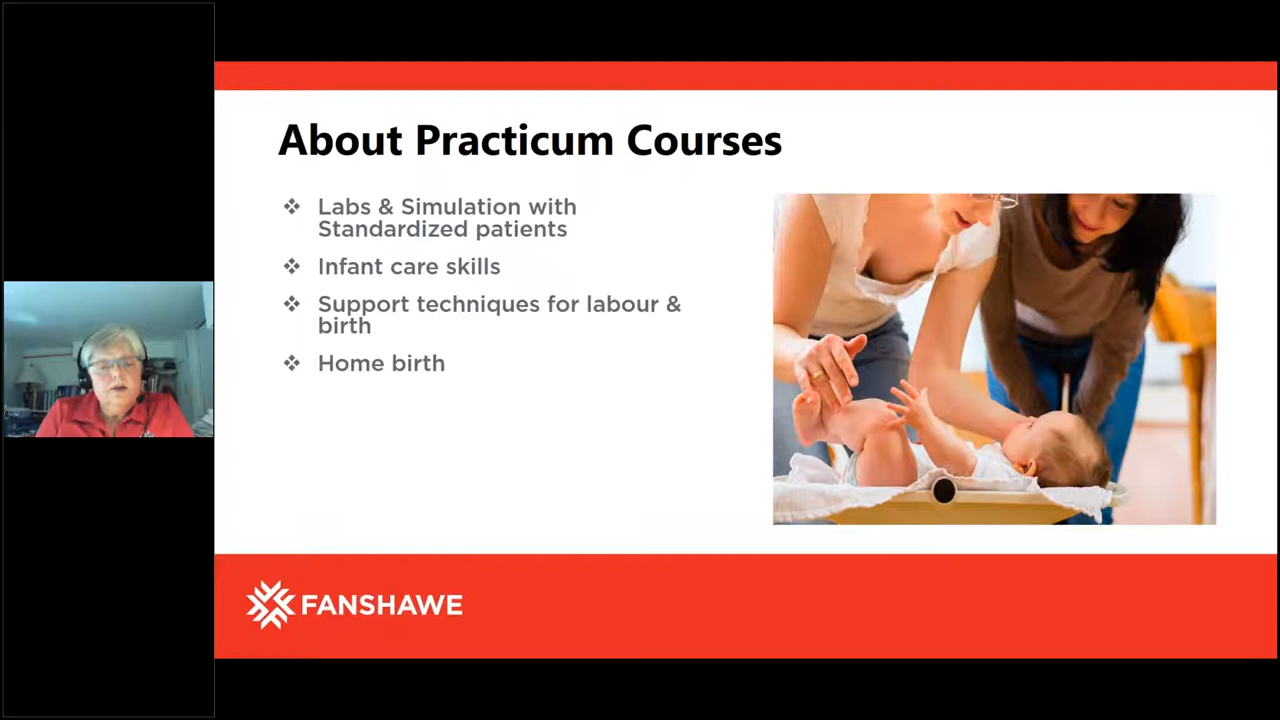 About Practicum Courses
❖ Labs & Simulation with
Standardized patients
❖ Infant care skills
❖ Support techniques for labour &
birth
❖ Home birth
FANSHAWE